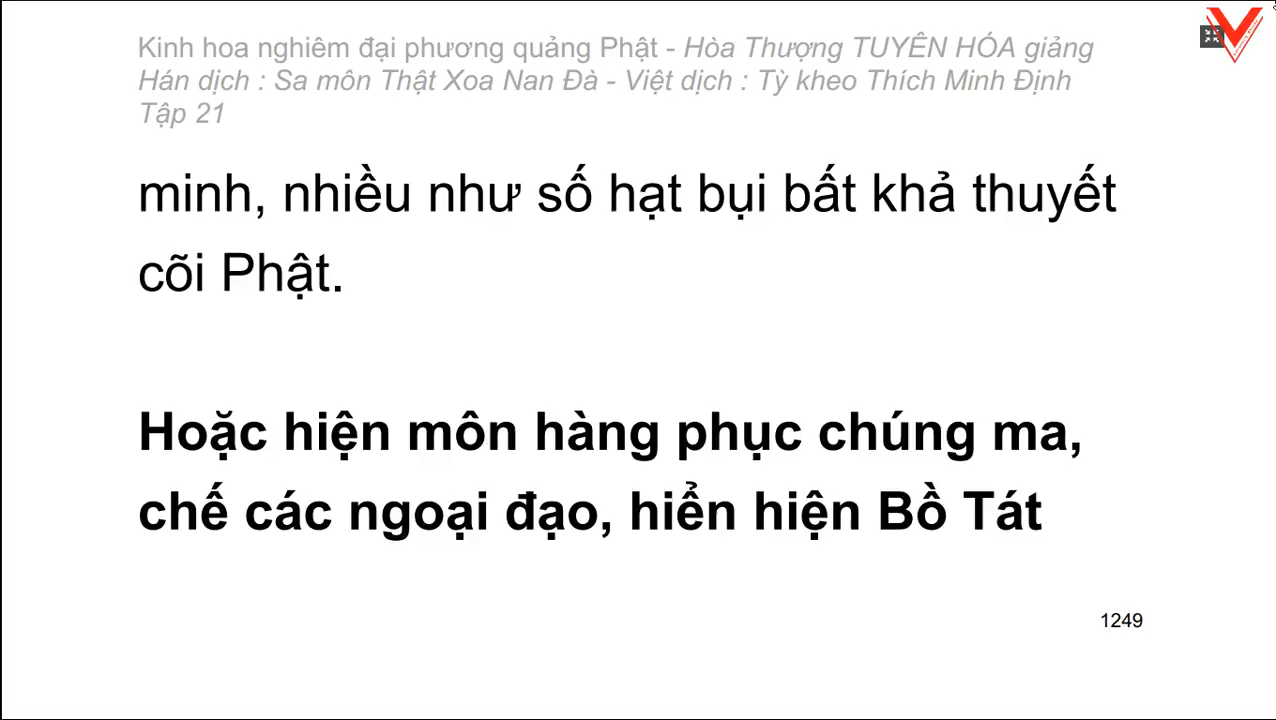 Kinh hoa nghiêm đại phương quảng Phật - Hòa Thượng TUYÊN HÓA giảng
Hán dịch : Sa môn Thật Xoa Nan Đà - Việt dịch : Tỳ kheo Thích Minh Định
Tập 21
minh, nhiều như số hạt bụi bất khả thuyết
cõi Phật.
Hoặc hiện môn hàng phục chúng ma,
chế các ngoại đạo, hiển hiện Bồ Tát
1249